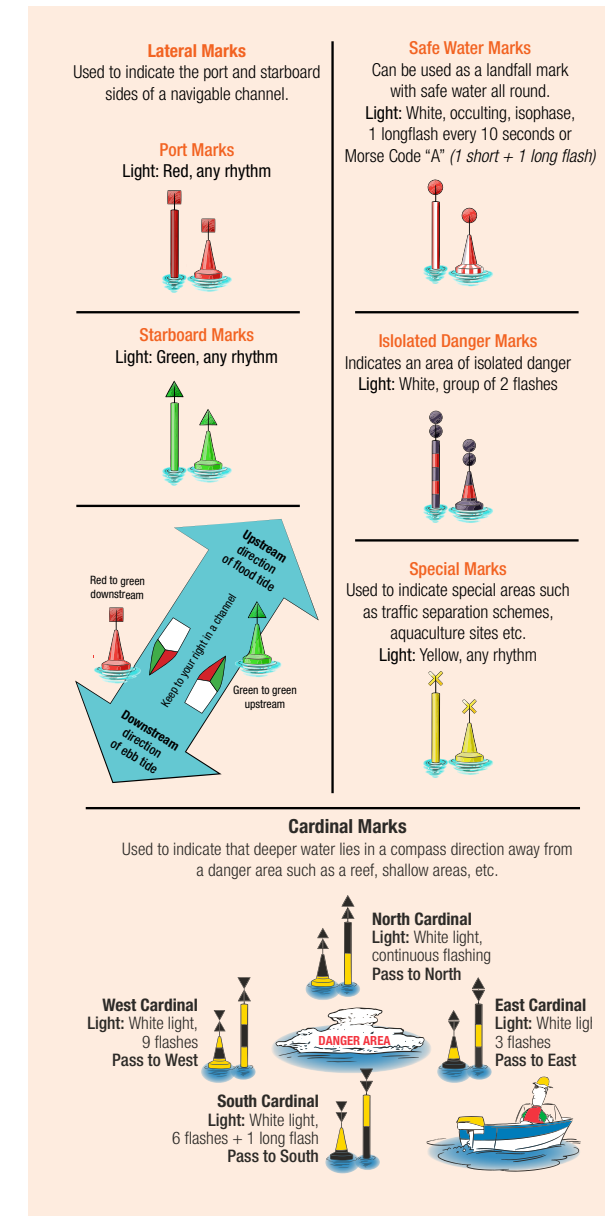 Lateral Marks
Used to indicate the port and starboard
sides of a navigable channel.
Port Marks
Light: Red, any rhythm
Starboard Marks
Light: Green, any rhythm
Upstream
direction
of flood tide
Red to green
downstream
Keep to your right in a channel
Green to green
upstream
Downstream
direction
of ebb tide
Safe Water Marks
Can be used as a landfall mark
with safe water all round.
Light: White, occulting, isophase,
1 longflash every 10 seconds or
Morse Code “A” (1 short + 1 long flash)
Islolated Danger Marks
Indicates an area of isolated danger
Light: White, group of 2 flashes
Special Marks
Used to indicate special areas such
as traffic separation schemes,
aquaculture sites etc.
Light: Yellow, any rhythm
Cardinal Marks
Used to indicate that deeper water lies in a compass direction away from
a danger area such as a reef, shallow areas, etc.
North Cardinal
Light: White light,
continuous flashing
Pass to North
West Cardinal
Light: White light,
9 flashes
Pass to West
DANGER AREA
East Cardinal
Light: White ligl
3 flashes
Pass to East
South Cardinal
Light: White light,
6 flashes + 1 long flash
Pass to South